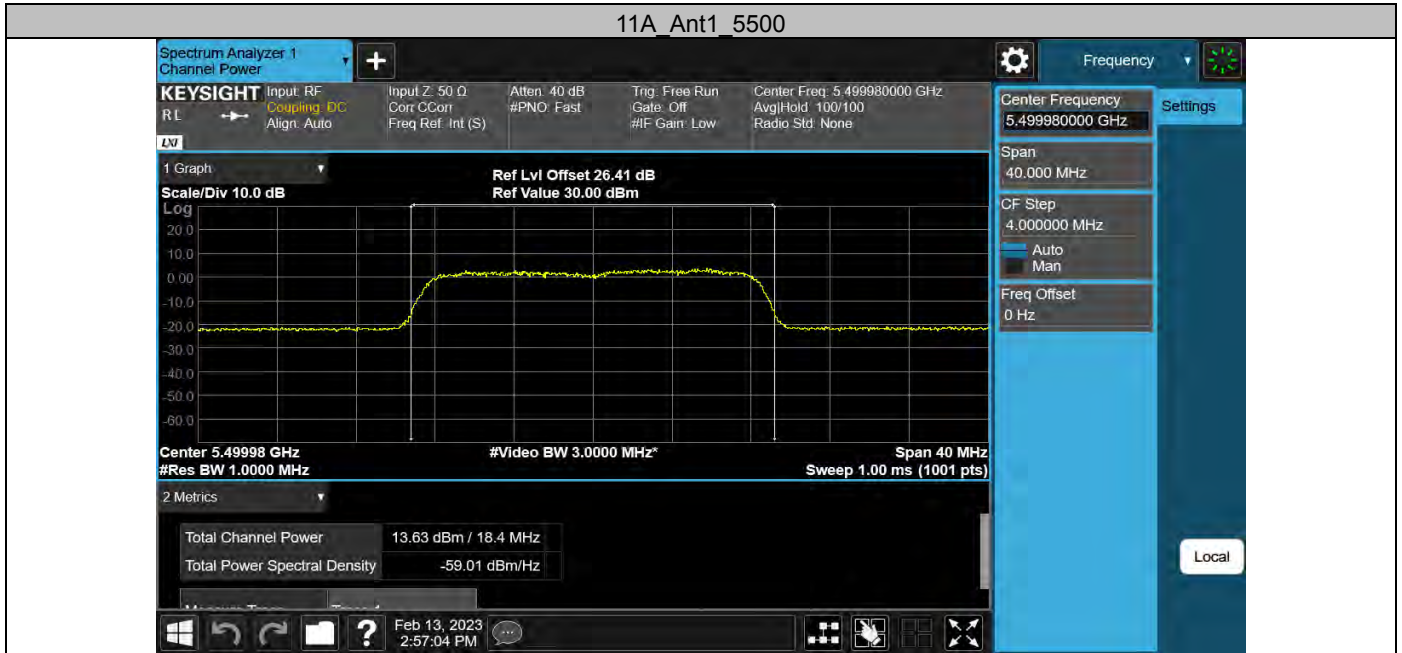 11A_Ant1_5500
Spectrum Analyzer 1
Channel Power
Frequency
KEYSIGHT
RL
LXI
Input: RF
Coupling: DC
Align: Auto
Input Z: 50 Ω
Corr CCorr
Freq Ref: Int (S)
Atten: 40 dB
#PNO: Fast
Trig: Free Run
Gate: Off
#IF Gain: Low
Center Freq: 5.499980000 GHz
Avg|Hold: 100/100
Radio Std: None
Center Frequency
5.499980000 GHz
Settings
Span
40.000 MHz
CF Step
4.000000 MHz
Auto
Man
Freq Offset
0 Hz
1 Graph
Scale/Div 10.0 dB
Ref Lvl Offset 26.41 dB
Ref Value 30.00 dBm
Log
20.0
10.0
0.00
-10.0
-20.0
-30.0
-40.0
-50.0
-60.0
Center 5.49998 GHz
#Video BW 3.0000 MHz*
Span 40 MHz
#Res BW 1.0000 MHz
Sweep 1.00 ms (1001 pts)
2 Metrics
Total Channel Power 13.63 dBm / 18.4 MHz
Total Power Spectral Density -59.01 dBm/Hz
Local
?
Feb 13, 2023
2:57:04 PM